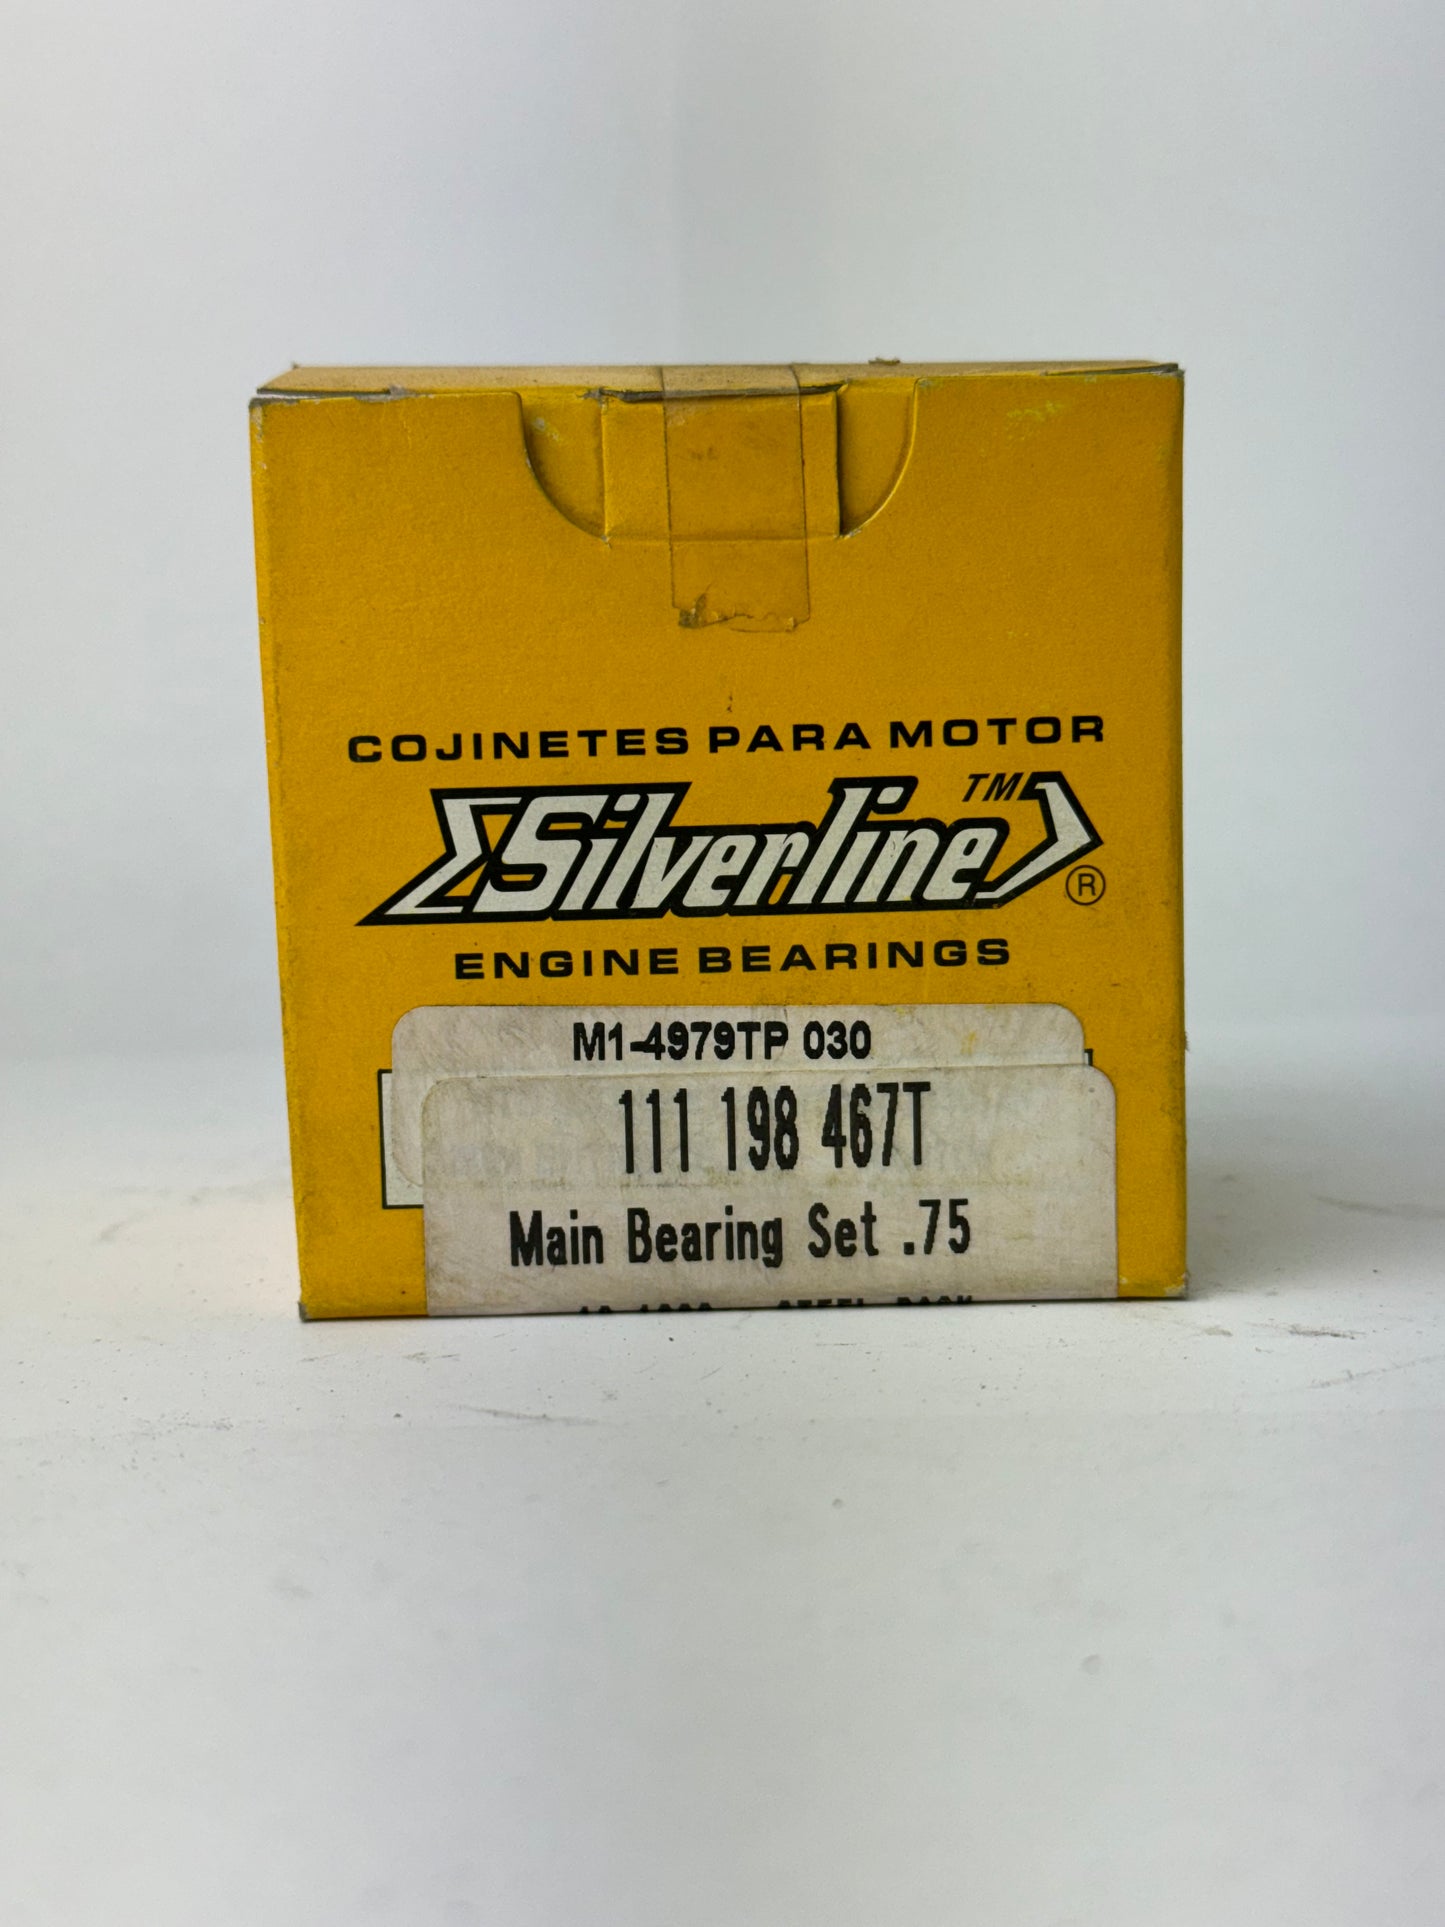 COJINETES PARA MOTOR
Silverline TM
®
ENGINE BEARINGS
M1-4979TP 030
111 198 467T
Main Bearing Set .75